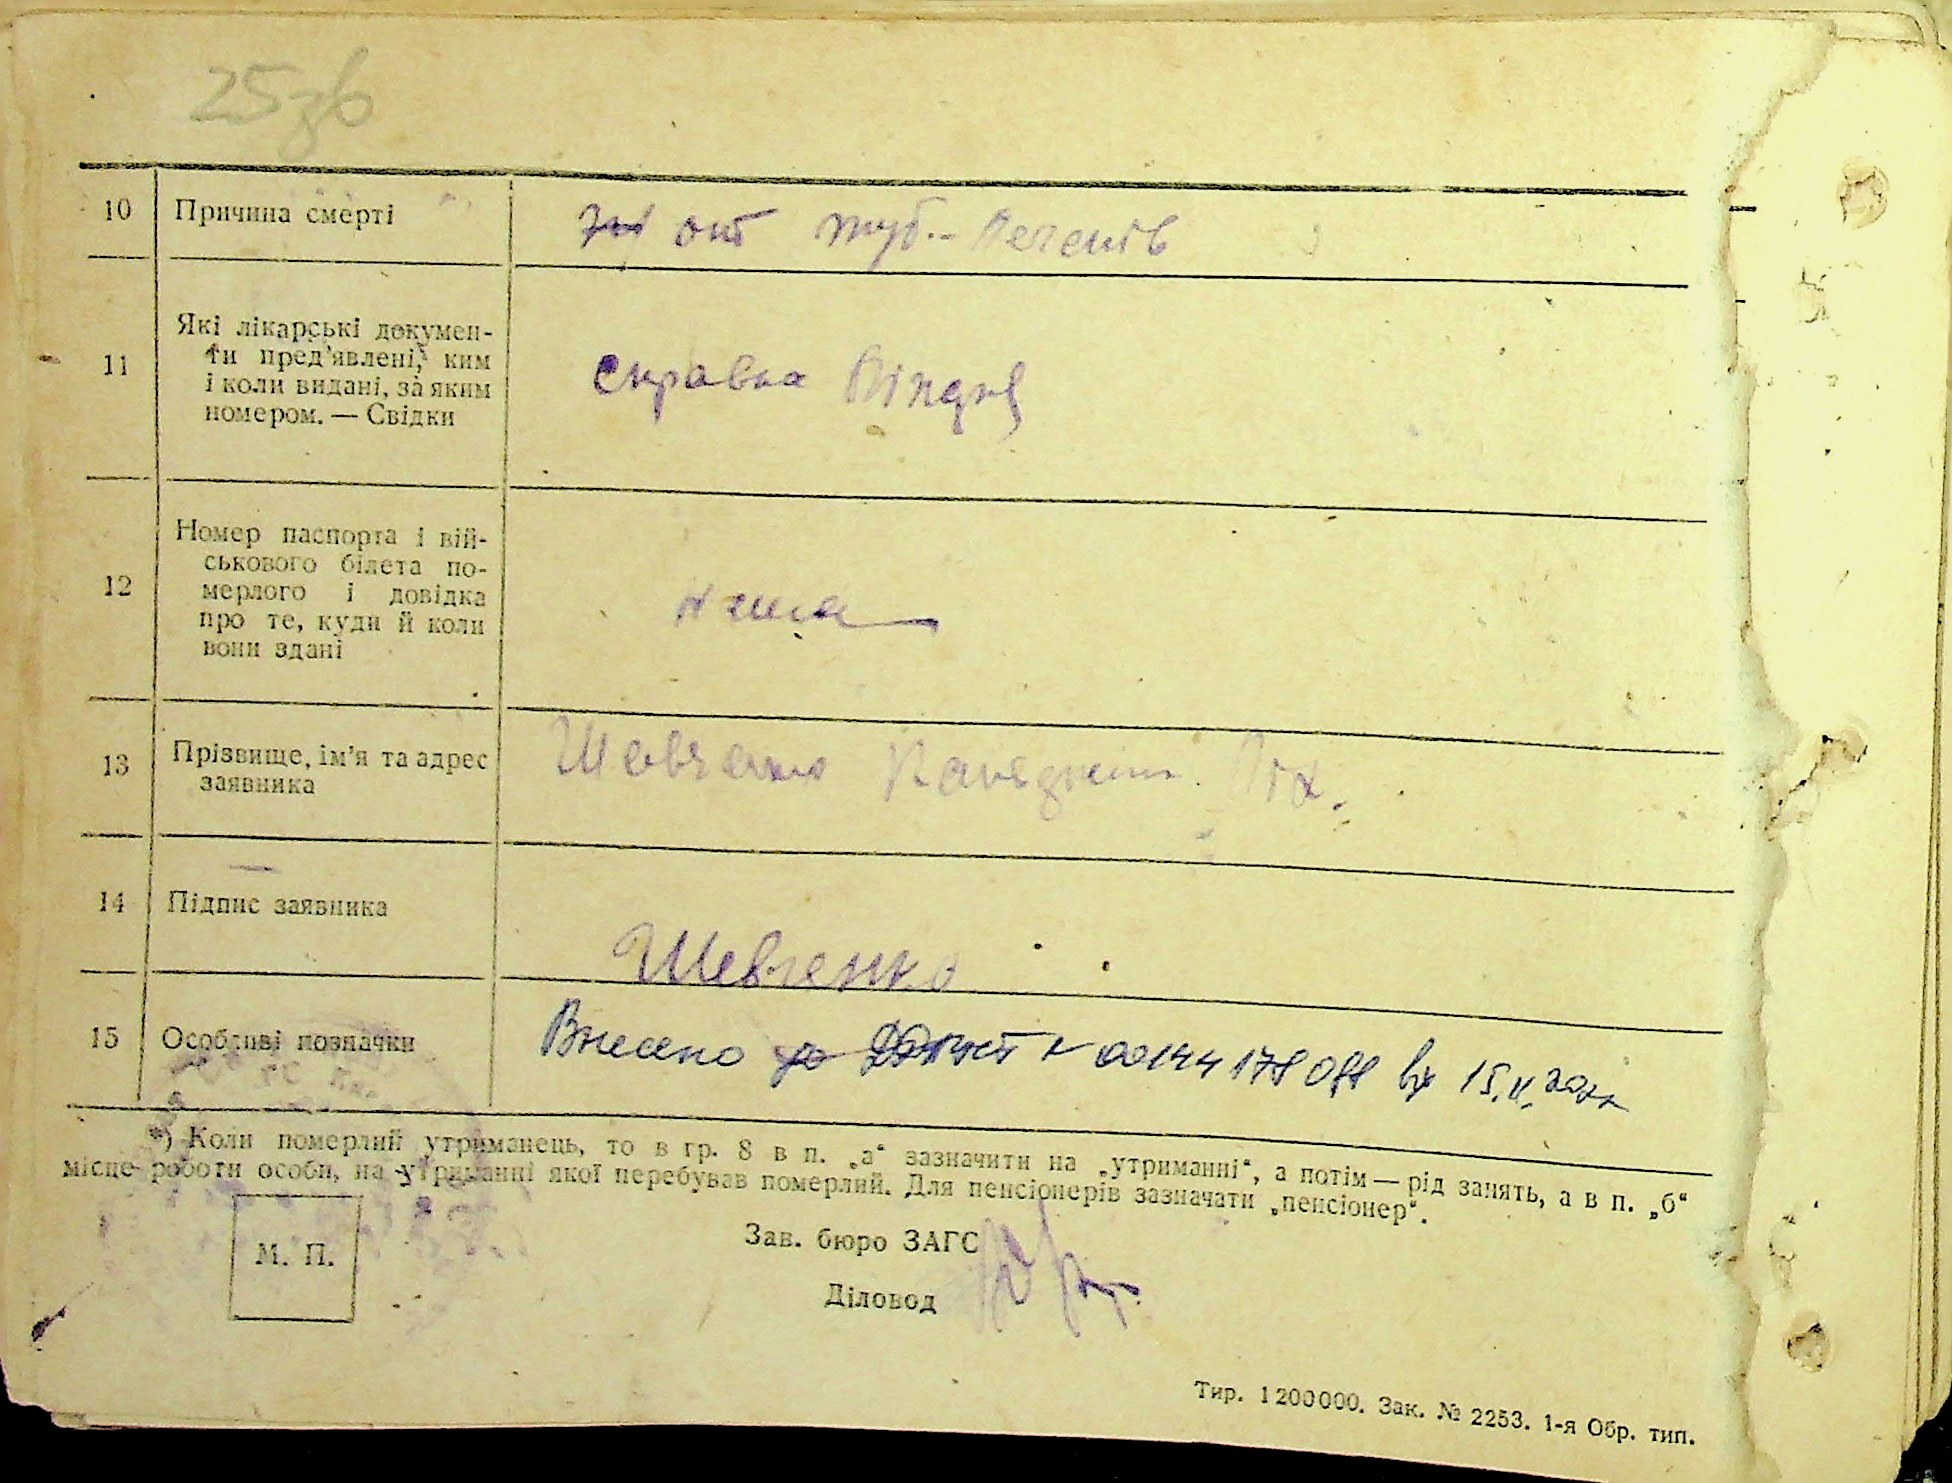 25зв
10 Причина смерті от туб.-
11 Які лікарські докумен-
ти пред'явлені, ким
і коли видані, за яким
номером. — Свідки
справка
12 Номер паспорта і вій-
ськового білета по-
мерлого і довідка
про те, куди й коли
вони здані
нема
13 Прізвище, ім'я та адрес
заявника
Шевченко
14 Підпис заявника
Шевченко
15 Особливі позначки Внесено до
*) Коли померлий утриманець, то в гр. 8 в п. „а“ зазначити на „утриманні“, а потім — рід занять, а в п. „б“
місце роботи особи, на утриманні якої перебував померлий. Для пенсіонерів зазначати „пенсіонер“.
М. П.
Зав. бюро ЗАГС
Діловод
Тир. 1200000. Зак. № 2253. 1-я Обр. тип.